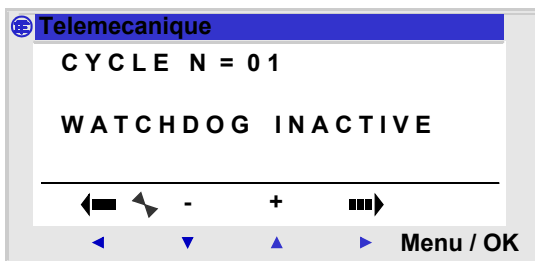 Telemecanique
CYCLE N = 01
WATCHDOG INACTIVE
- +
Menu / OK